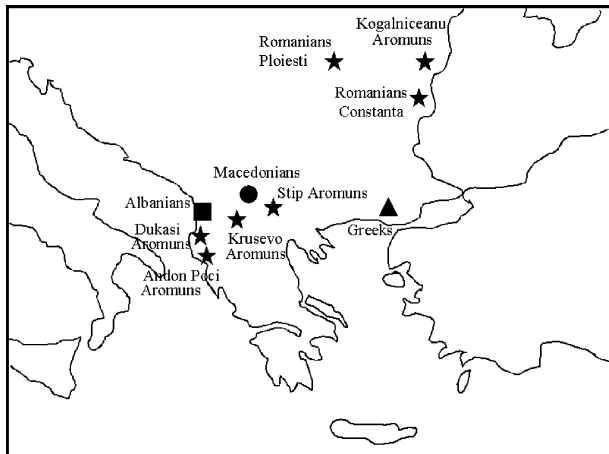 Kogalniceanu
Aromuns
Romanians
Ploiesti
Romanians
Constanta
Macedonians
Albanians
Stip Aromuns
Dukasi
Aromuns
Krusevo
Aromuns
Greeks
Andon Poci
Aromuns